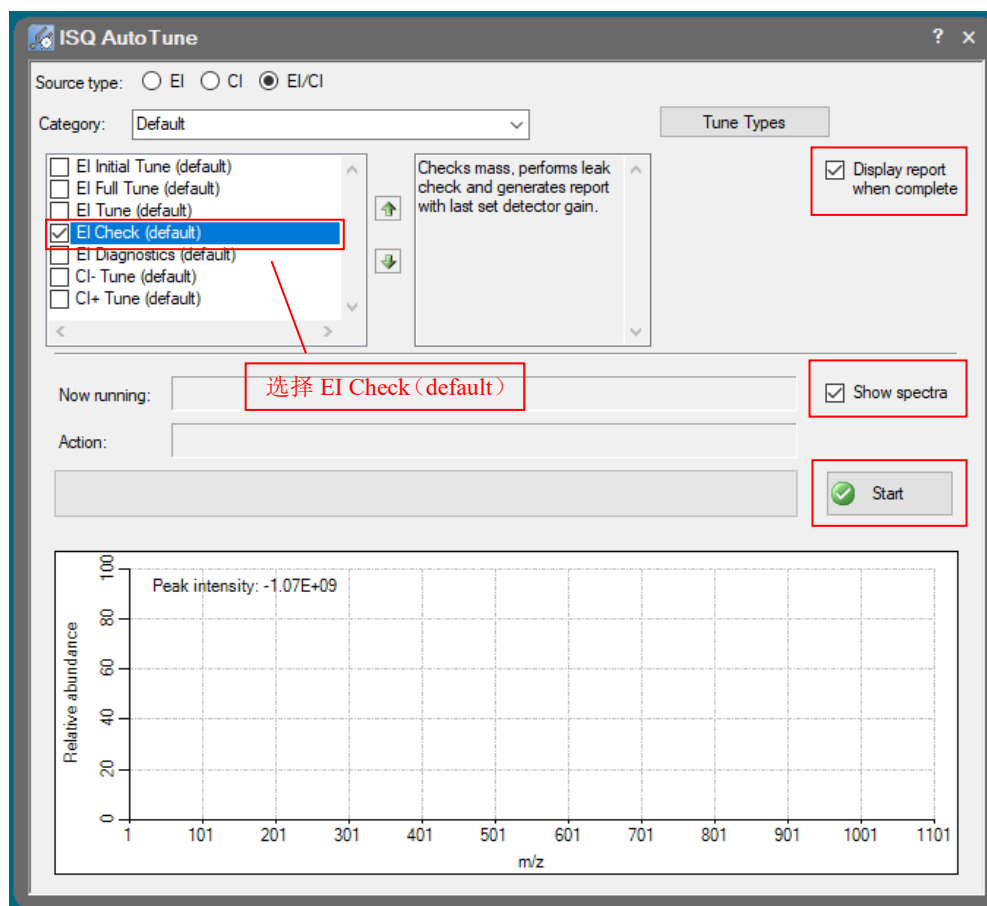 ISQ AutoTune
Source type: EI CI EI/CI
Category: Default
Tune Types
EI Initial Tune (default)
EI Full Tune (default)
EI Tune (default)
EI Check (default)
EI Diagnostics (default)
CI- Tune (default)
CI+ Tune (default)
Checks mass, performs leak
check and generates report
with last set detector gain.
Display report
when complete
选择 EI Check（default）
Now running:
Show spectra
Action:
Start
Peak intensity: -1.07E+09
Relative abundance
100
80
60
40
20
0
1 101 201 301 401 501 601 701 801 901 1001 1101
m/z